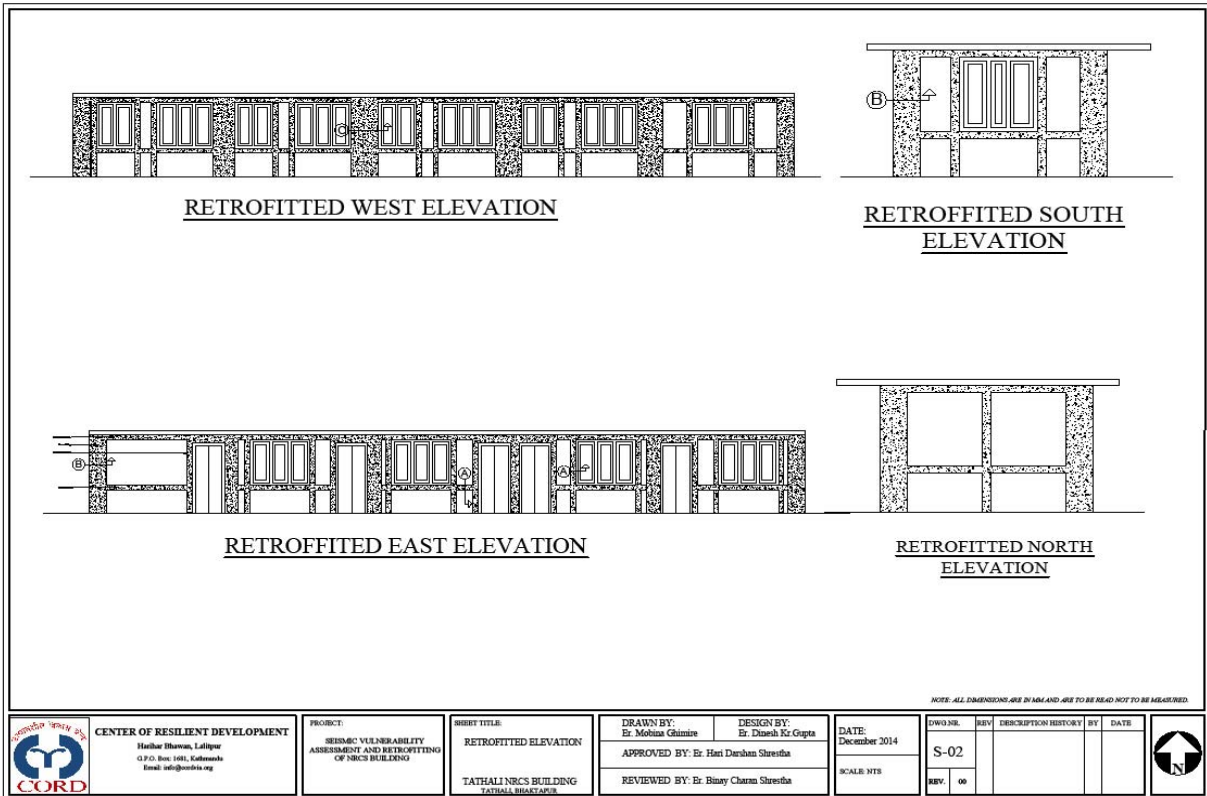 B
C
RETROFITTED WEST ELEVATION
RETROFFITED SOUTH
ELEVATION
B
A
A
RETROFFITED EAST ELEVATION
RETROFITTED NORTH
ELEVATION
NOTE: ALL DIMENSIONS ARE IN MM AND ARE TO BE READ NOT TO BE MEASURED.
CORD
CENTER OF RESILIENT DEVELOPMENT
Harihar Bhawan, Lalitpur
G.P.O. Box: 1681, Kathmandu
Email: info@cordvis.org
PROJECT:
SEISMIC VULNERABILITY
ASSESSMENT AND RETROFITTING
OF NRCS BUILDING
SHEET TITLE:
RETROFITTED ELEVATION
TATHALI NRCS BUILDING
TATHALI, BHAKTAPUR
DRAWN BY:
Er. Mobina Ghimire
DESIGN BY:
Er. Dinesh Kr.Gupta
APPROVED BY: Er. Hari Darshan Shrestha
REVIEWED BY: Er. Binay Charan Shrestha
DATE:
December 2014
SCALE: NTS
DWG.NR. REV DESCRIPTION HISTORY BY DATE
S-02
REV. 00
N